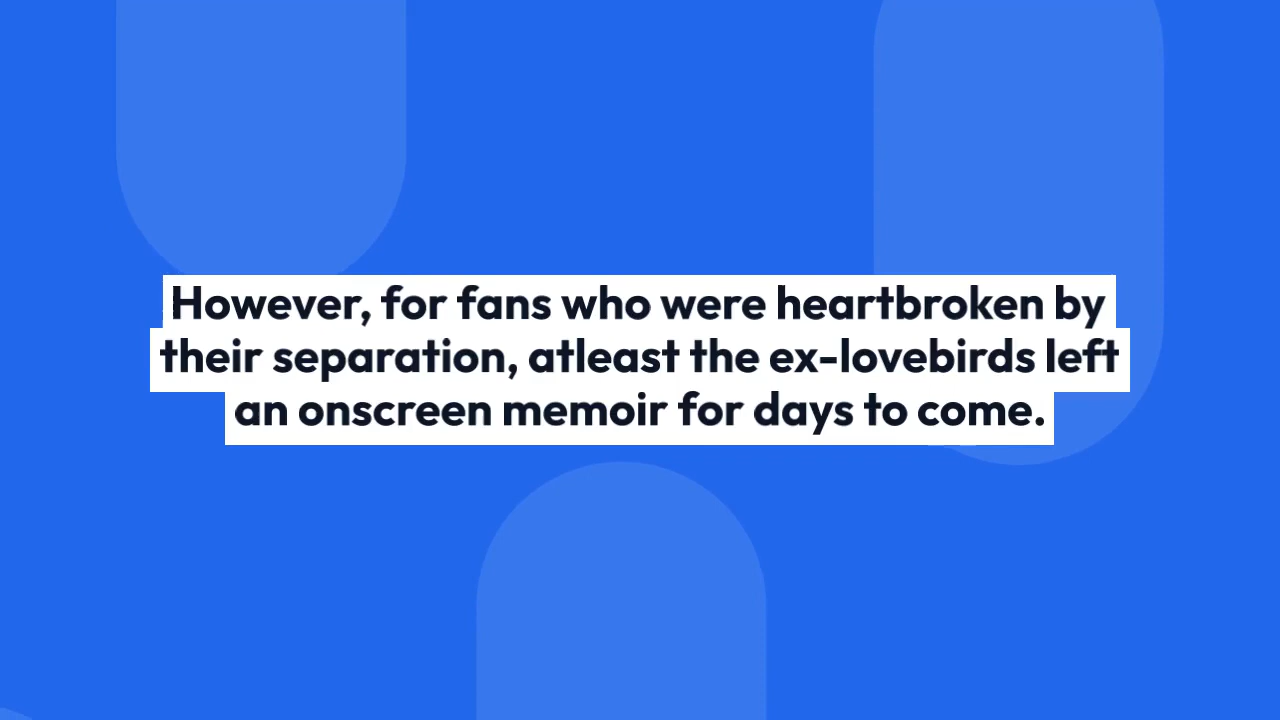 However, for fans who were heartbroken by
their separation, atleast the ex-lovebirds left
an onscreen memoir for days to come.